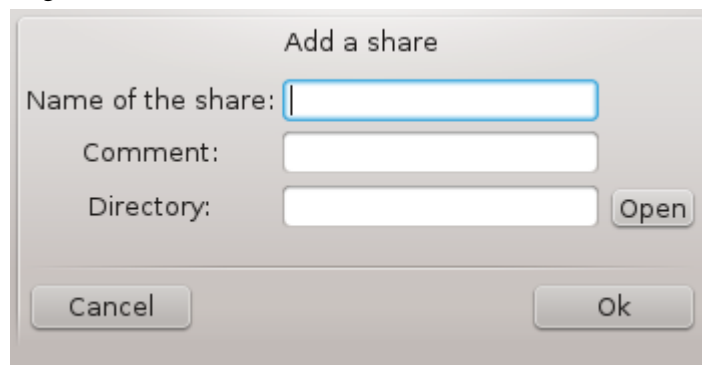 Add a share
Name of the share:
Comment:
Directory: Open
Cancel Ok